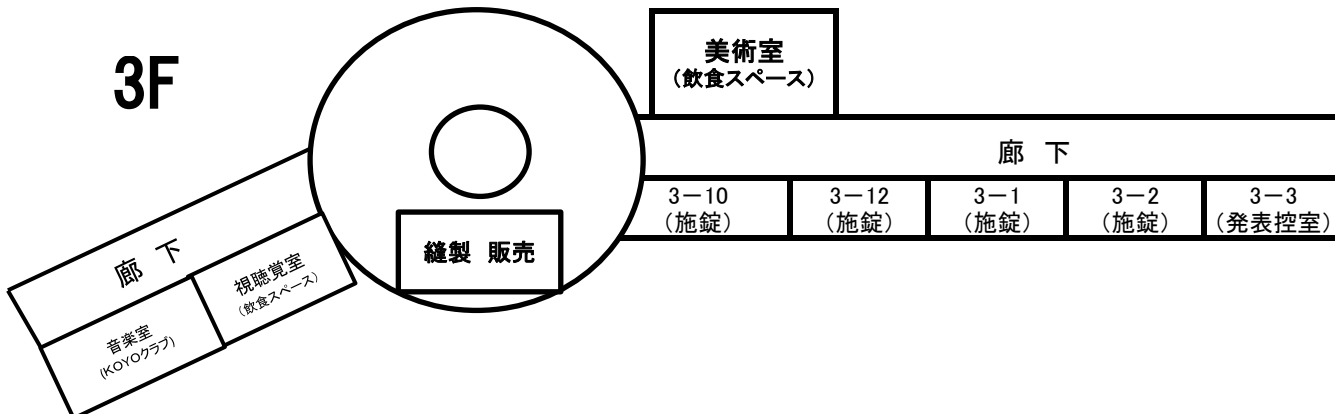 3F
美術室
(飲食スペース)
廊 下
3－10
(施錠)
3－12
(施錠)
3－1
(施錠)
3－2
(施錠)
3－3
(発表控室)
縫製 販売
廊 下
視聴覚室
(飲食スペース)
音楽室
(KOYOクラブ)